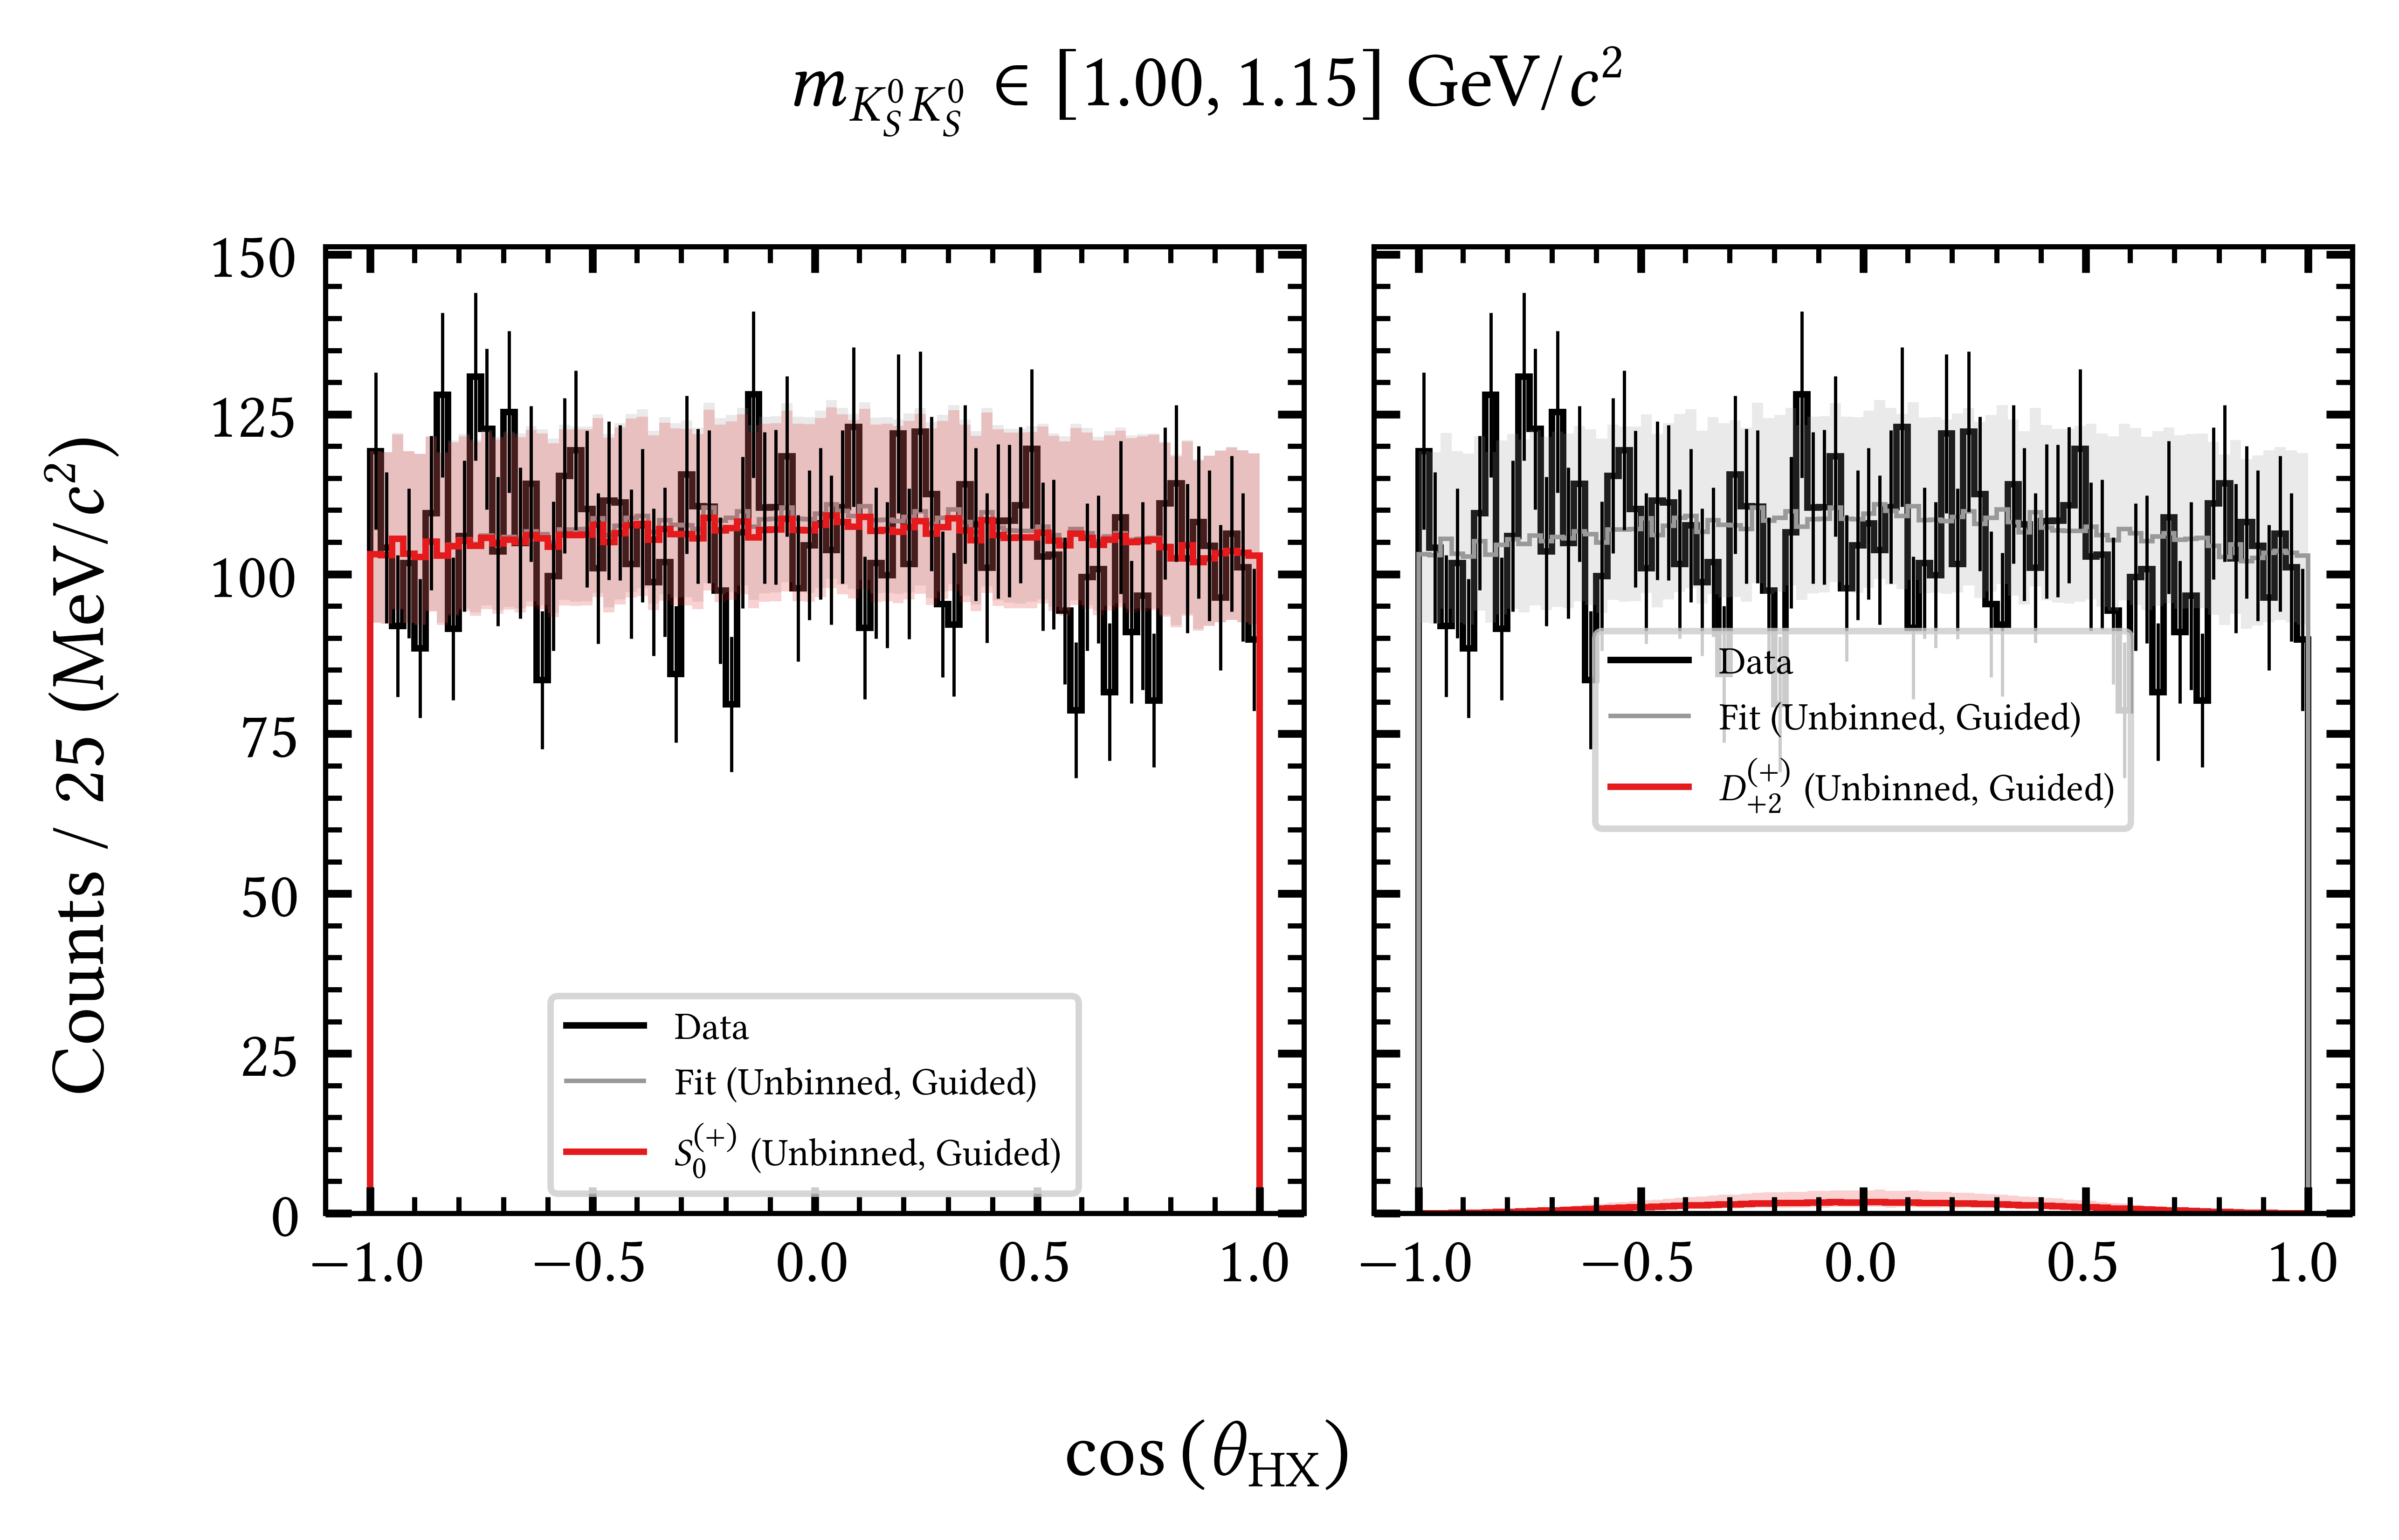 m_{K_S^0 K_S^0} ∈ [1.00, 1.15] GeV/c²
Counts / 25 (MeV/c²)
150
125
100
75
50
25
0
Data
Fit (Unbinned, Guided)
S_0^{(+)} (Unbinned, Guided)
−1.0 −0.5 0.0 0.5 1.0
Data
Fit (Unbinned, Guided)
D_{+2}^{(+)} (Unbinned, Guided)
−1.0 −0.5 0.0 0.5 1.0
cos (θ_{HX})